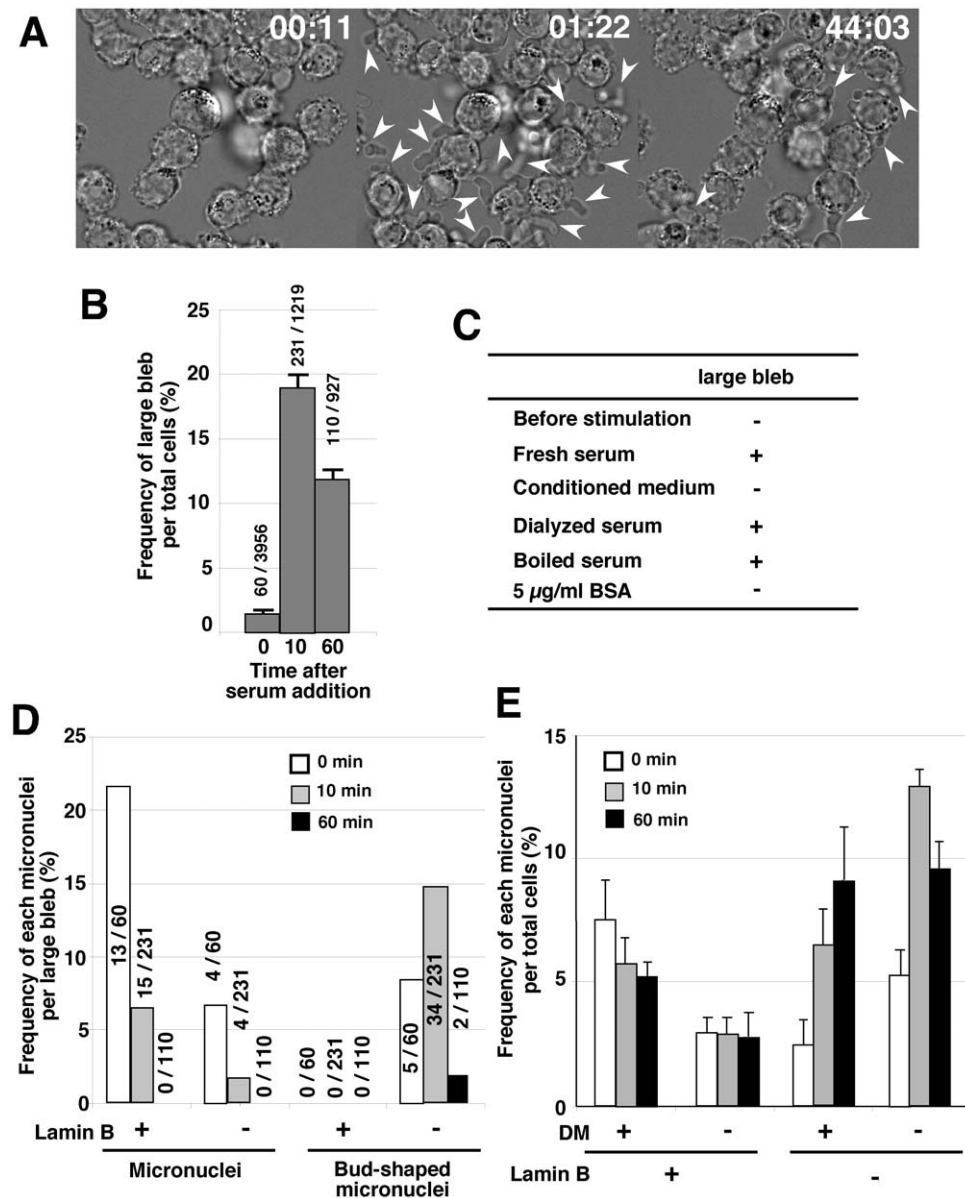 A
00:11
01:22
44:03
B
Frequency of large bleb
per total cells (%)
25
20
15
10
5
0
60 / 3956
231 / 1219
110 / 927
0 10 60
Time after
serum addition
C
large bleb
Before stimulation -
Fresh serum +
Conditioned medium -
Dialyzed serum +
Boiled serum +
5 µg/ml BSA -
D
Frequency of each micronuclei
per large bleb (%)
25
20
15
10
5
0
0 min
10 min
60 min
13 / 60
15 / 231
0 / 110
4 / 60
4 / 231
0 / 110
0 / 60
0 / 231
0 / 110
5 / 60
34 / 231
2 / 110
Lamin B + - + -
Micronuclei
Bud-shaped
micronuclei
E
Frequency of each micronuclei
per total cells (%)
15
10
5
0
0 min
10 min
60 min
DM + - + -
Lamin B + -